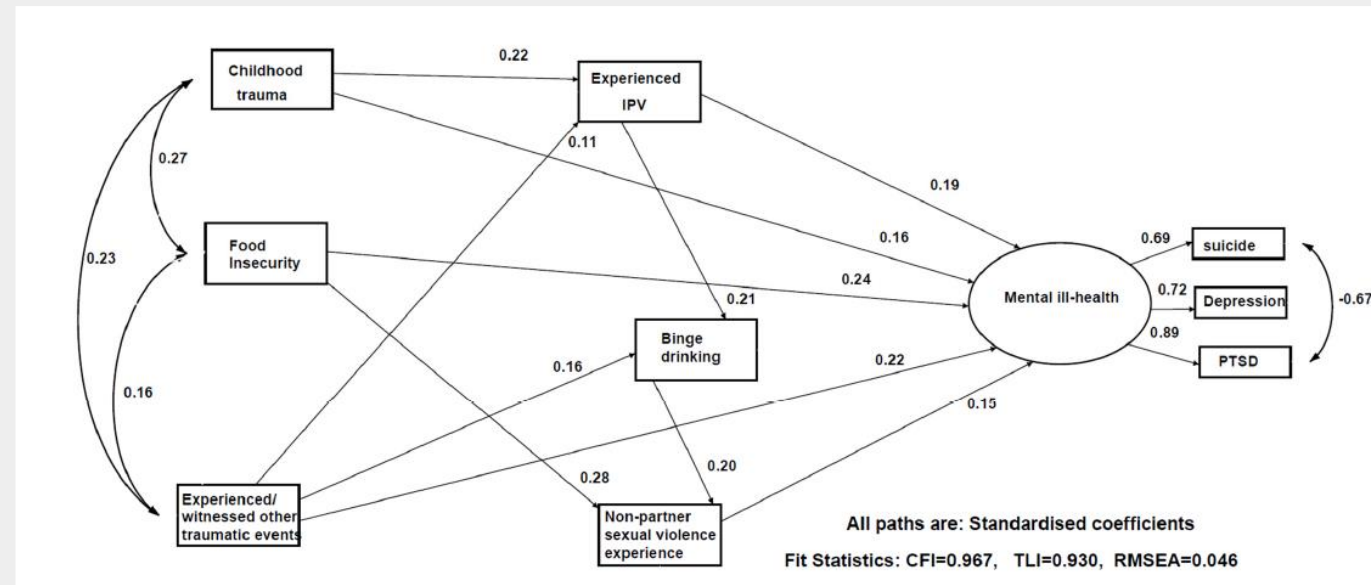 Childhood
trauma
0.22
Experienced
IPV
0.11
0.27
0.19
Food
Insecurity
0.23
0.16
0.24
0.69
suicide
Mental ill-health
0.72
Depression
-0.67
0.89
PTSD
0.21
Binge
drinking
0.16
0.22
0.16
0.15
0.20
0.28
Experienced/
witnessed other
traumatic events
Non-partner
sexual violence
experience
All paths are: Standardised coefficients
Fit Statistics: CFI=0.967, TLI=0.930, RMSEA=0.046